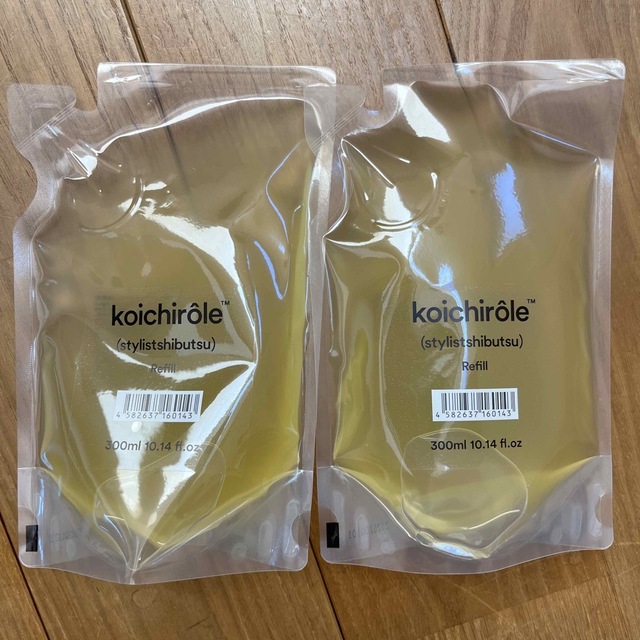 koichirôle™
(stylistshibutsu)
Refill
4 582637 160143
300ml 10.14 fl.oz
koichirôle™
(stylistshibutsu)
Refill
4 582637 160143
300ml 10.14 fl.oz